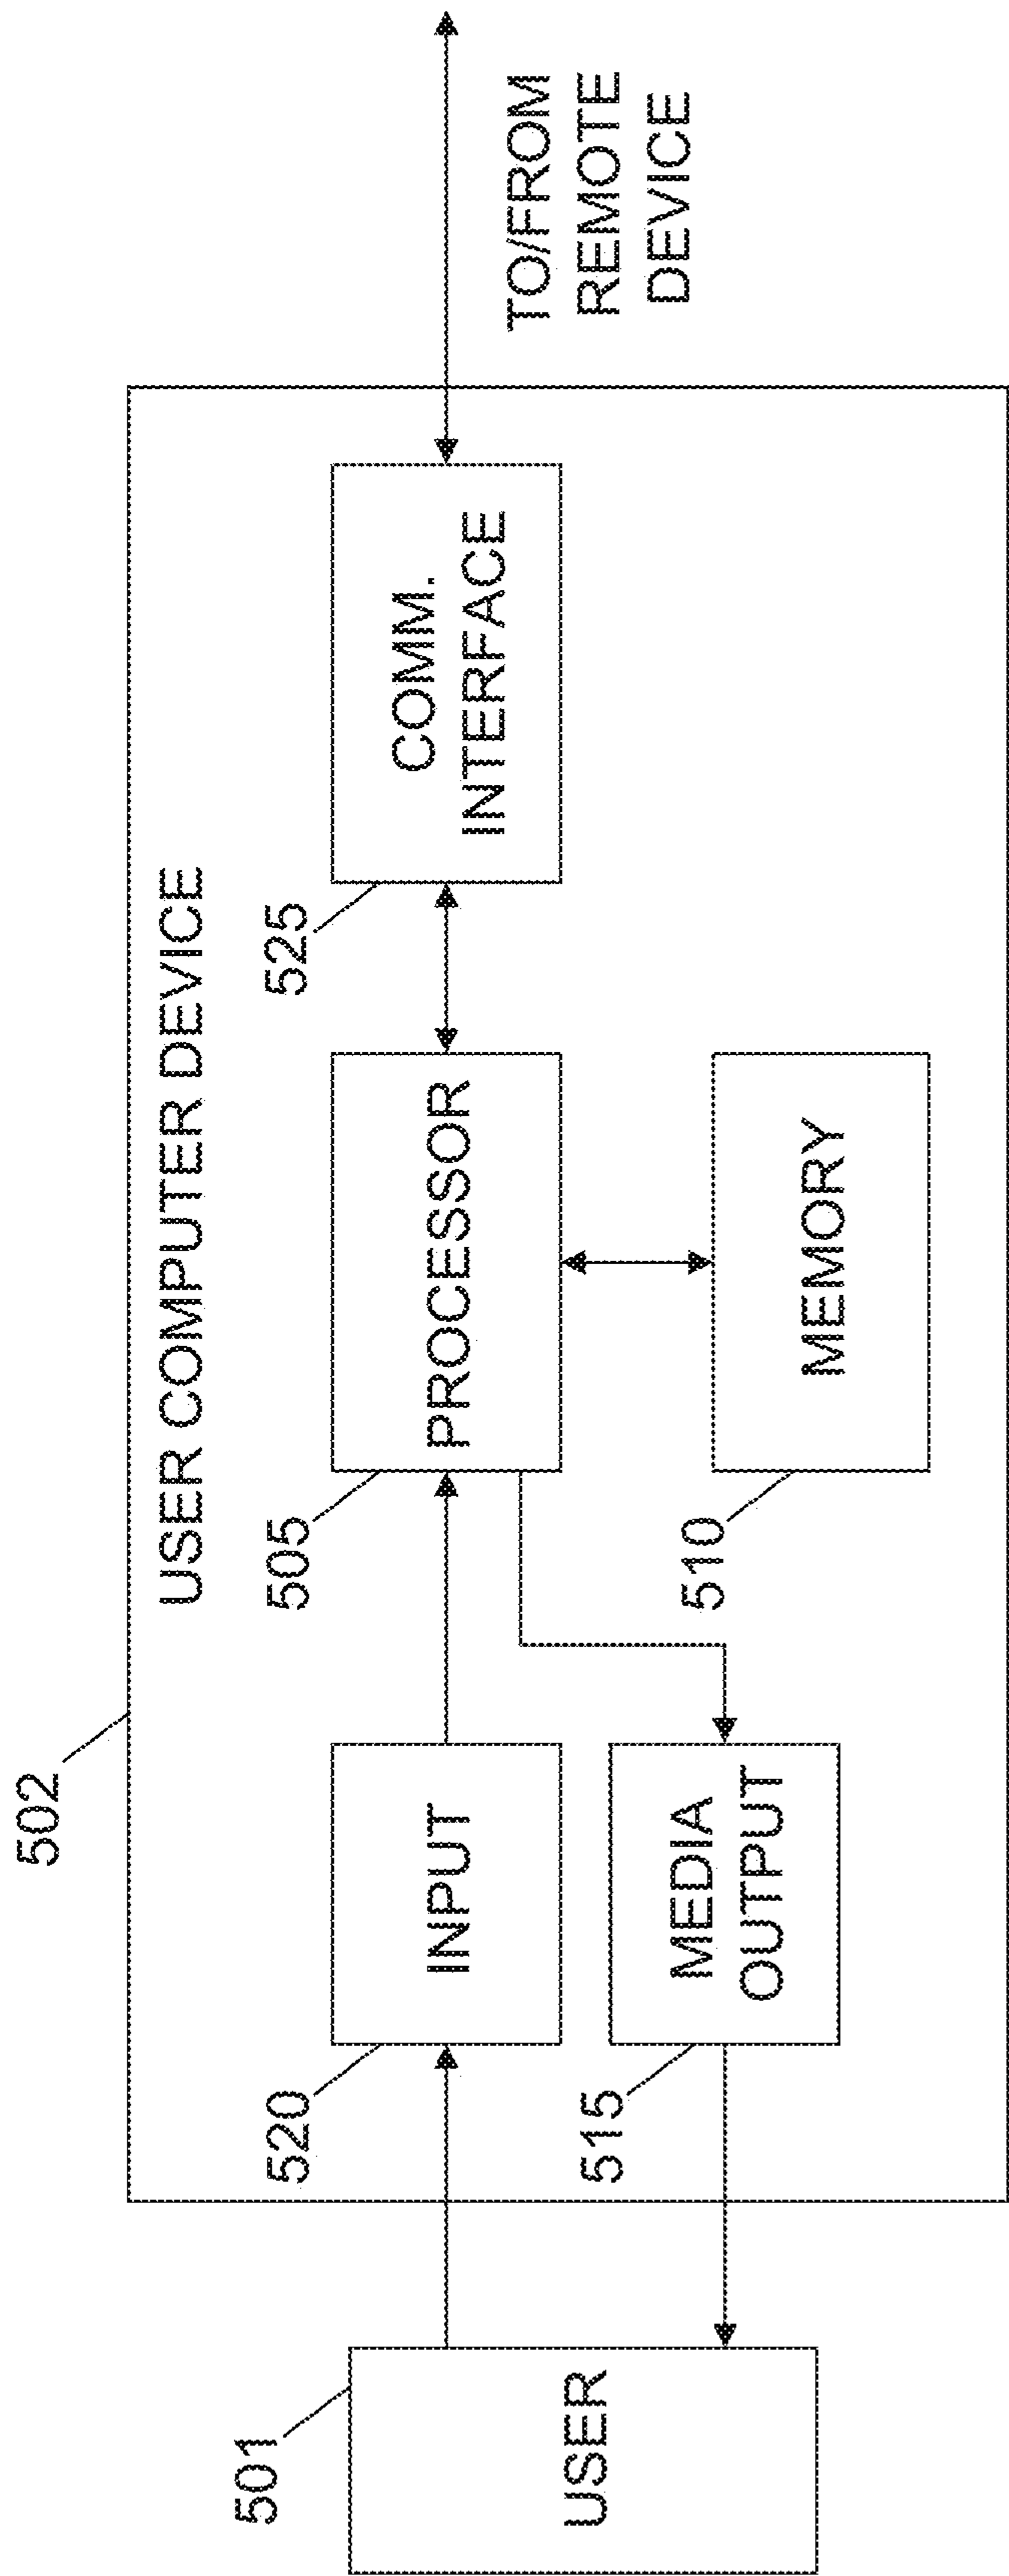 502
USER COMPUTER DEVICE
501
USER
520
INPUT
515
MEDIA
OUTPUT
505
PROCESSOR
510
MEMORY
525
COMM.
INTERFACE
TO/FROM
REMOTE
DEVICE